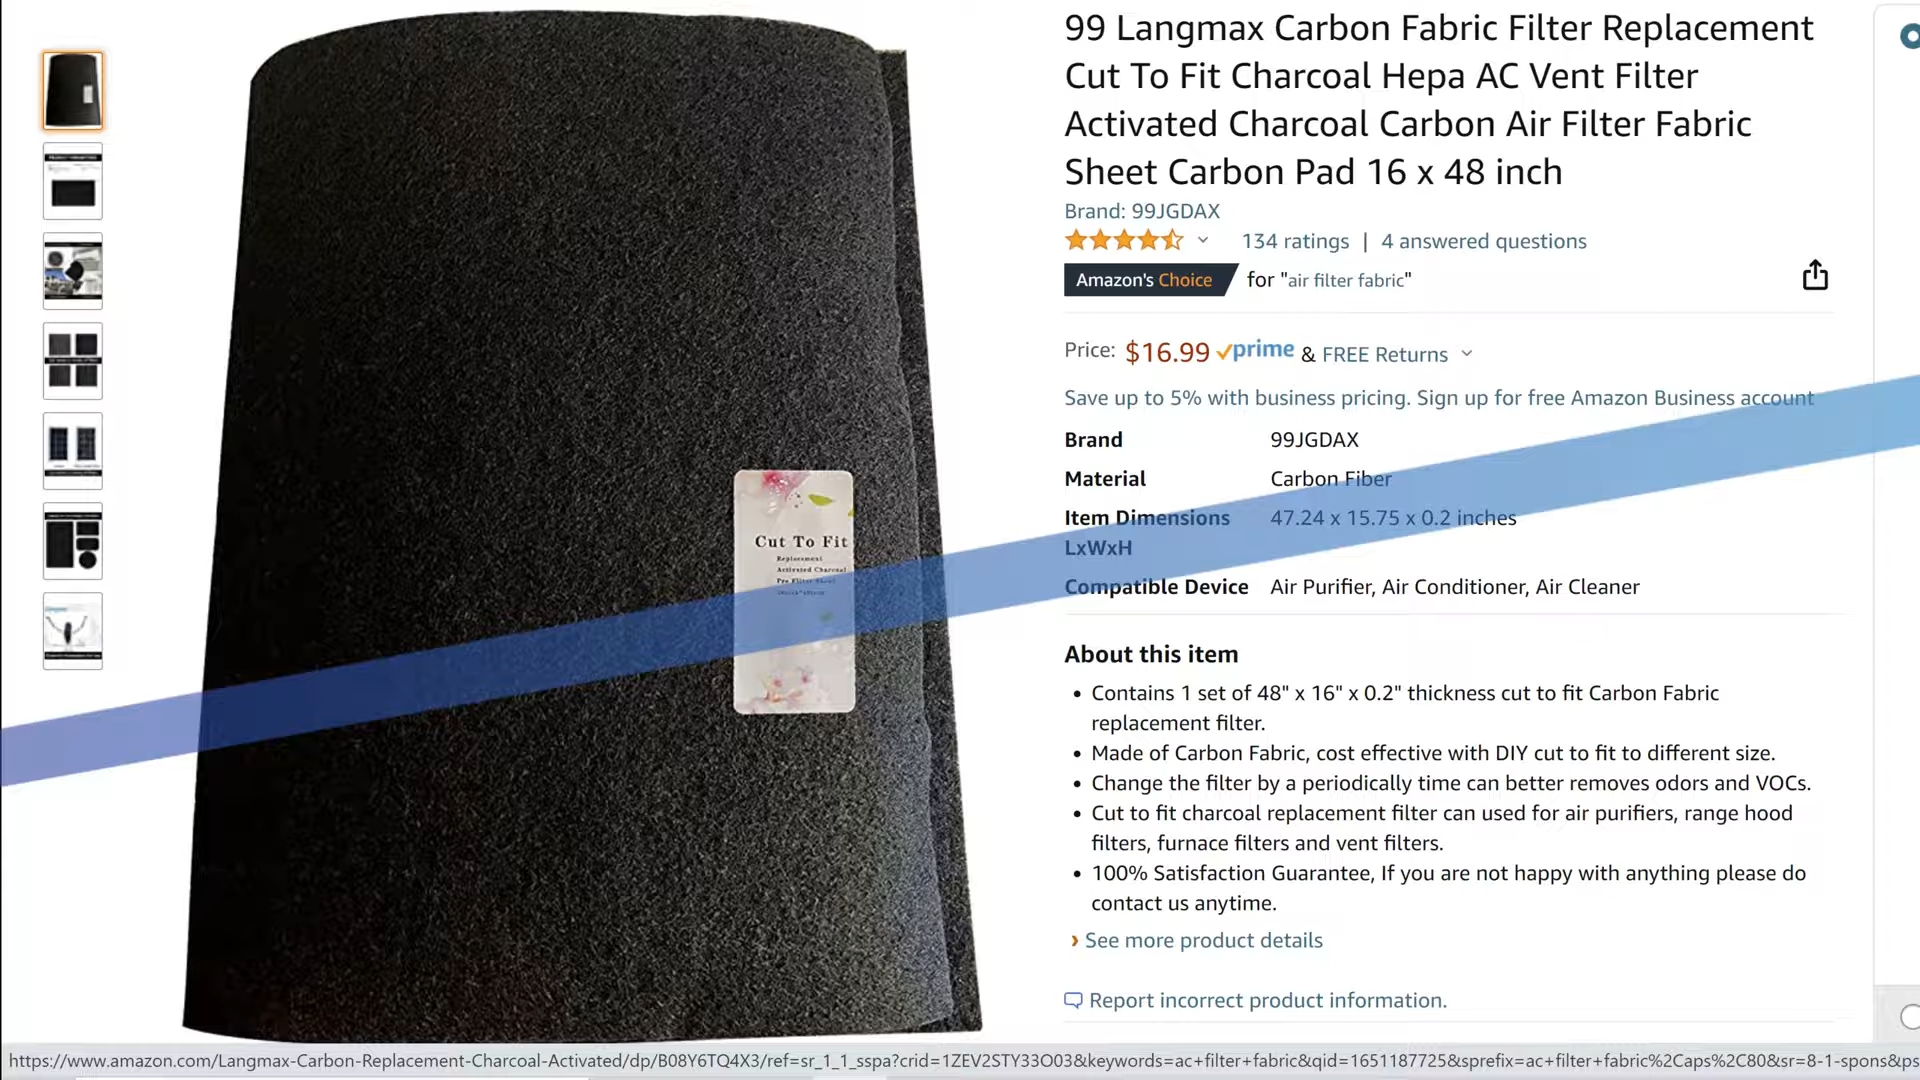 99 Langmax Carbon Fabric Filter Replacement
Cut To Fit Charcoal Hepa AC Vent Filter
Activated Charcoal Carbon Air Filter Fabric
Sheet Carbon Pad 16 x 48 inch
Brand: 99JGDAX
134 ratings | 4 answered questions
Amazon's Choice for "air filter fabric"
Price: $16.99 prime & FREE Returns
Save up to 5% with business pricing. Sign up for free Amazon Business account
Brand 99JGDAX
Material Carbon Fiber
Item Dimensions 47.24 x 15.75 x 0.2 inches
LxWxH
Compatible Device Air Purifier, Air Conditioner, Air Cleaner
About this item
• Contains 1 set of 48" x 16" x 0.2" thickness cut to fit Carbon Fabric
replacement filter.
• Made of Carbon Fabric, cost effective with DIY cut to fit to different size.
• Change the filter by a periodically time can better removes odors and VOCs.
• Cut to fit charcoal replacement filter can used for air purifiers, range hood
filters, furnace filters and vent filters.
• 100% Satisfaction Guarantee, If you are not happy with anything please do
contact us anytime.
› See more product details
Report incorrect product information.
Cut To Fit
Replacement
Activated Charcoal
Pre Filter Sheet
https://www.amazon.com/Langmax-Carbon-Replacement-Charcoal-Activated/dp/B08Y6TQ4X3/ref=sr_1_1_sspa?crid=1ZEV2STY33O03&keywords=ac+filter+fabric&qid=1651187725&sprefix=ac+filter+fabric%2Caps%2C80&sr=8-1-spons&ps